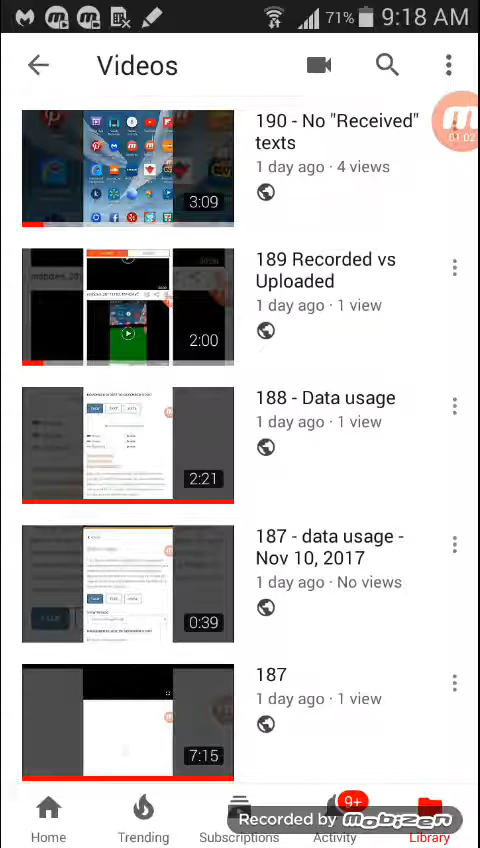 71% 9:18 AM
Videos
01:02
190 - No "Received"
texts
1 day ago · 4 views
3:09
189 Recorded vs
Uploaded
1 day ago · 1 view
2:00
188 - Data usage
1 day ago · 1 view
2:21
187 - data usage -
Nov 10, 2017
1 day ago · No views
0:39
187
1 day ago · 1 view
7:15
9+
Recorded by mobizen
Home Trending Subscriptions Activity Library